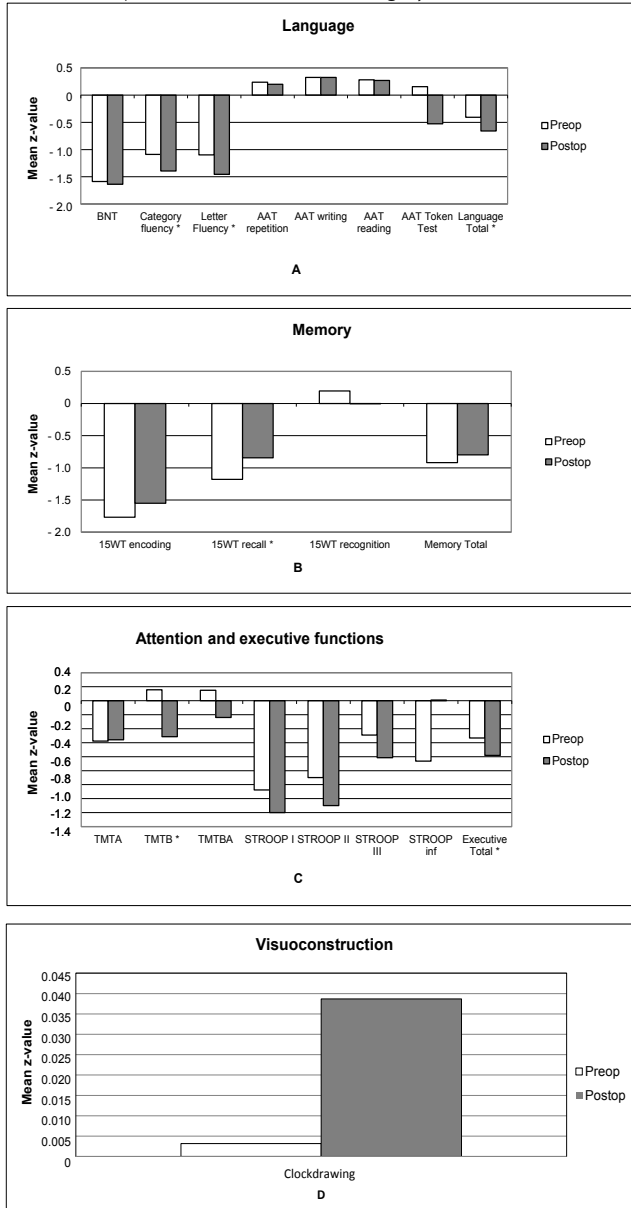 Language
Mean z-value
0.5
0
- 0.5
- 1.0
- 1.5
- 2.0
BNT
Category fluency *
Letter Fluency *
AAT repetition
AAT writing
AAT reading
AAT Token Test
Language Total *
Preop
Postop
A
Memory
Mean z-value
0.5
0
- 0.5
- 1.0
- 1.5
- 2.0
15WT encoding
15WT recall *
15WT recognition
Memory Total
Preop
Postop
B
Attention and executive functions
Mean z-value
0.4
0.2
0
-0.2
-0.4
-0.6
-0.8
-1.0
-1.2
-1.4
TMTA
TMTB *
TMTBA
STROOP I
STROOP II
STROOP III
STROOP inf
Executive Total *
Preop
Postop
C
Visuoconstruction
Mean z-value
0.045
0.040
0.035
0.030
0.025
0.020
0.015
0.010
0.005
0
Clockdrawing
Preop
Postop
D